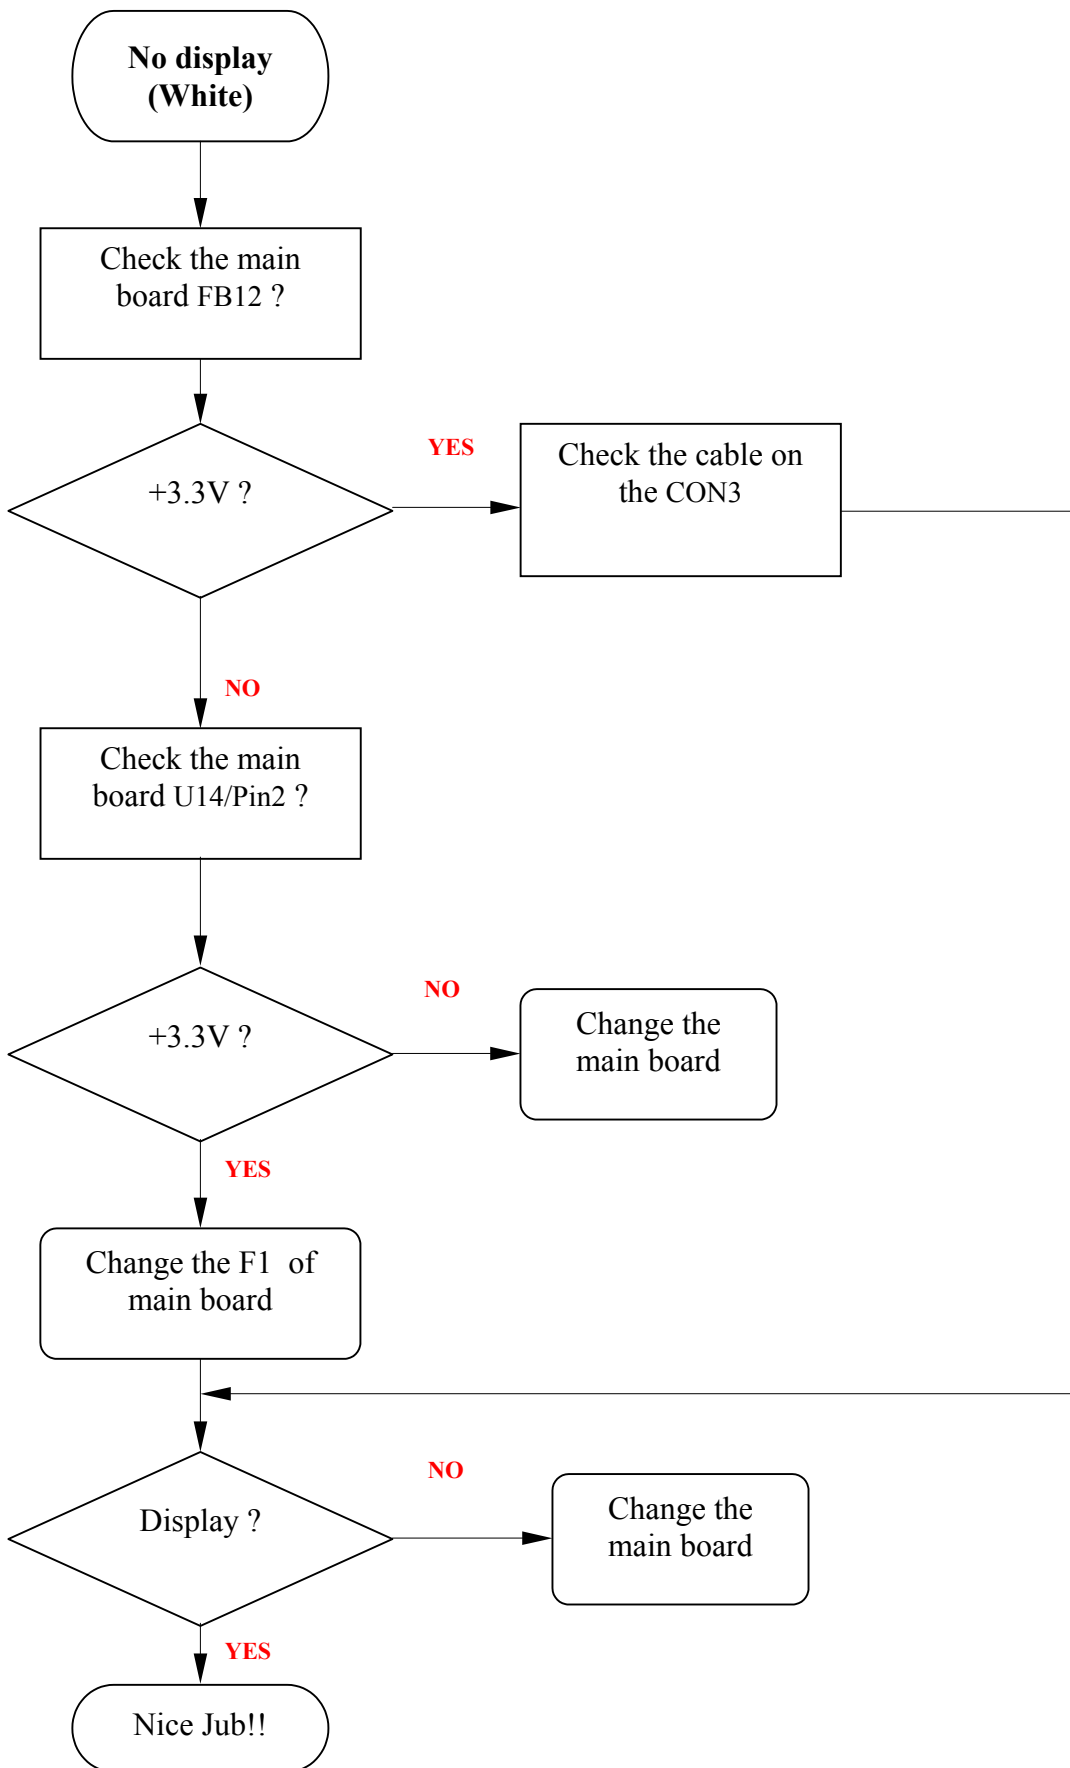 No display
(White)
Check the main
board FB12 ?
+3.3V ?
YES
Check the cable on
the CON3
NO
Check the main
board U14/Pin2 ?
+3.3V ?
NO
Change the
main board
YES
Change the F1  of
main board
Display ?
NO
Change the
main board
YES
Nice Jub!!